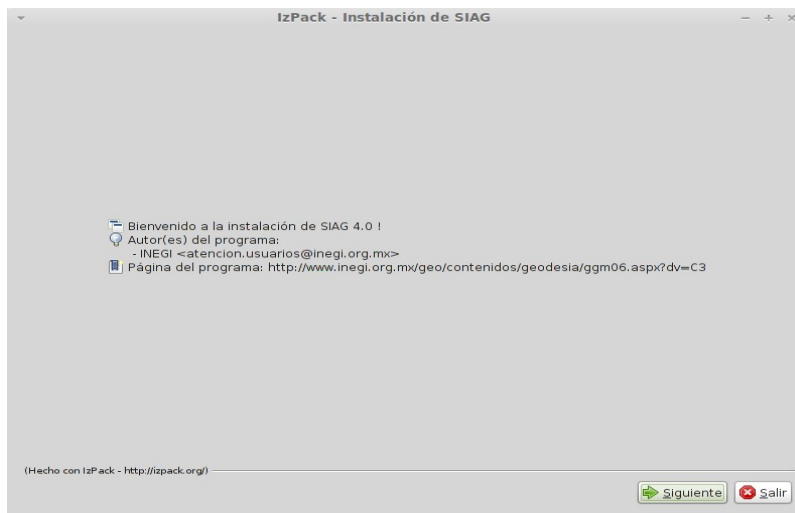 IzPack - Instalación de SIAG
Bienvenido a la instalación de SIAG 4.0 !
Autor(es) del programa:
- INEGI <atencion.usuarios@inegi.org.mx>
Página del programa: http://www.inegi.org.mx/geo/contenidos/geodesia/ggm06.aspx?dv=C3
(Hecho con IzPack - http://izpack.org/)
Siguiente
Salir